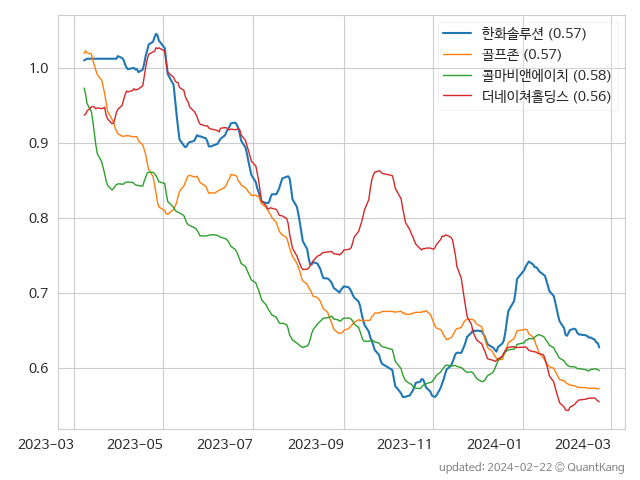 한화솔루션 (0.57)
골프존 (0.57)
콜마비앤에이치 (0.58)
더네이쳐홀딩스 (0.56)
1.0
0.9
0.8
0.7
0.6
2023-03 2023-05 2023-07 2023-09 2023-11 2024-01 2024-03
updated: 2024-02-22 © QuantKang